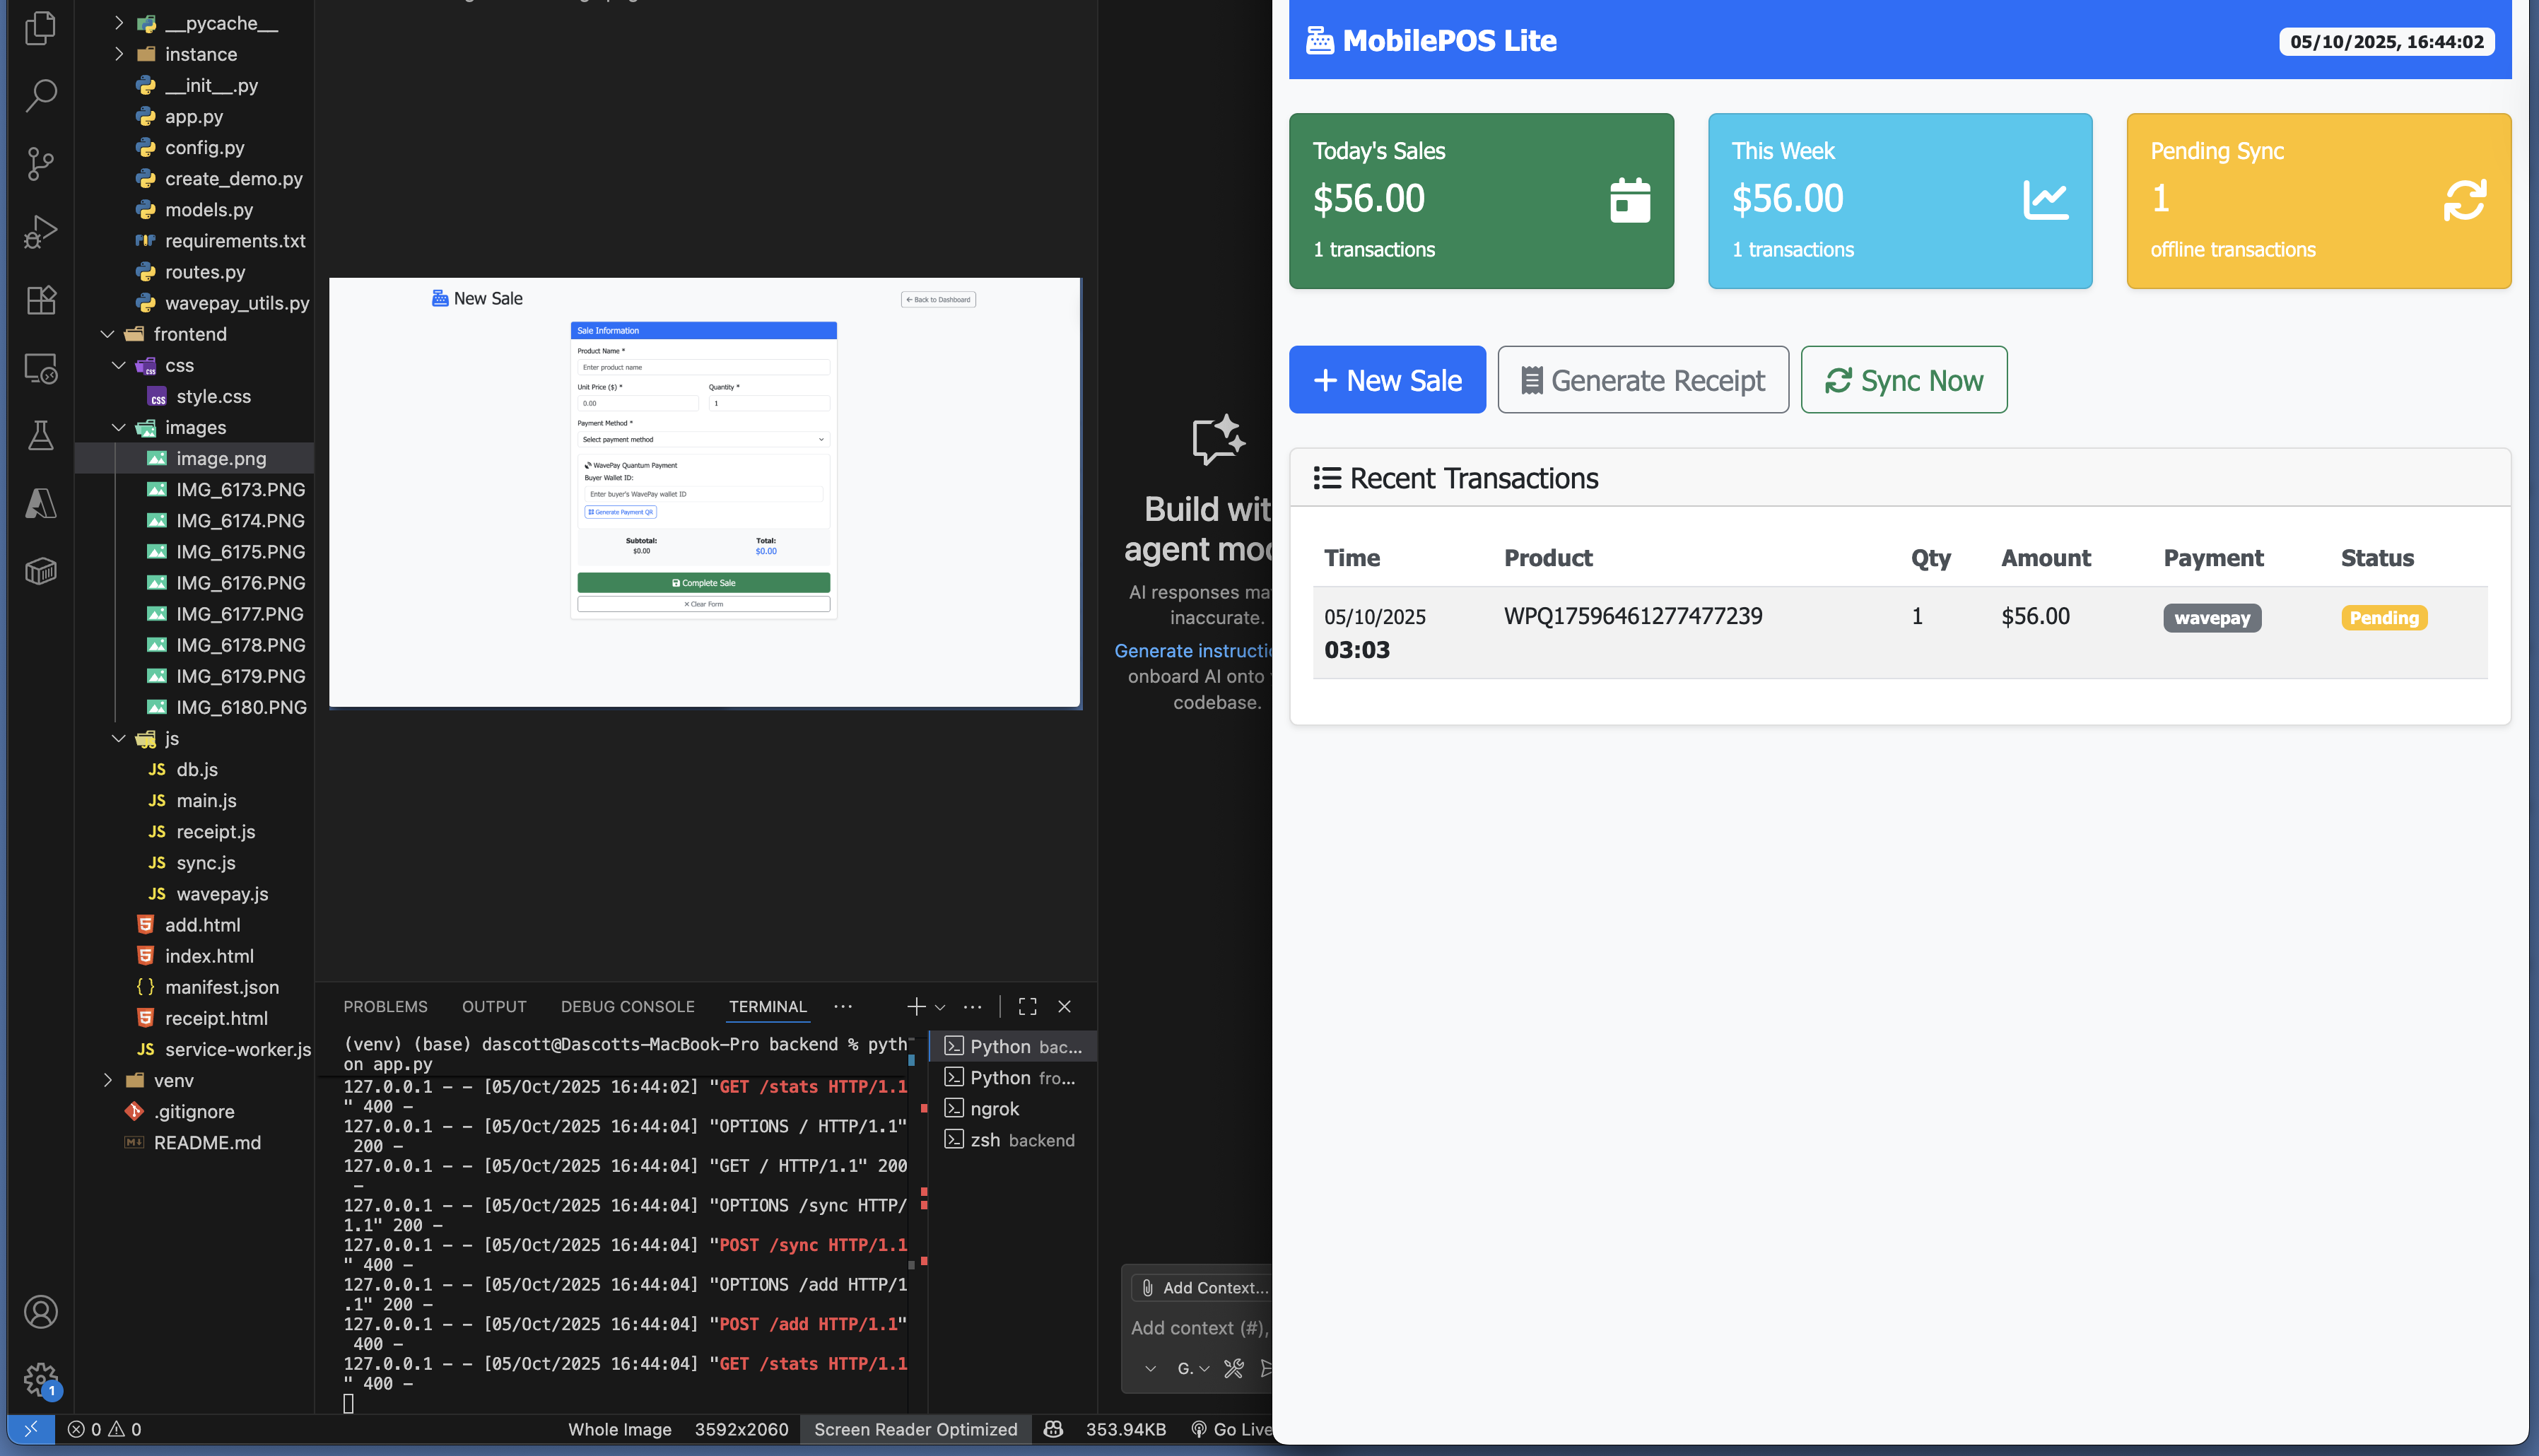 __pycache__
instance
__init__.py
app.py
config.py
create_demo.py
models.py
requirements.txt
routes.py
wavepay_utils.py
frontend
css
style.css
images
image.png
IMG_6173.PNG
IMG_6174.PNG
IMG_6175.PNG
IMG_6176.PNG
IMG_6177.PNG
IMG_6178.PNG
IMG_6179.PNG
IMG_6180.PNG
js
JS db.js
JS main.js
JS receipt.js
JS sync.js
JS wavepay.js
add.html
index.html
{} manifest.json
receipt.html
JS service-worker.js
venv
.gitignore
README.md
1
New Sale
← Back to Dashboard
Sale Information
Product Name *
Enter product name
Unit Price ($) * Quantity *
0.00 1
Payment Method *
Select payment method
WavePay Quantum Payment
Buyer Wallet ID:
Enter buyer's WavePay wallet ID
Generate Payment QR
Subtotal: Total:
$0.00 $0.00
Complete Sale
× Clear Form
PROBLEMS OUTPUT DEBUG CONSOLE TERMINAL ···
(venv) (base) dascott@Dascotts-MacBook-Pro backend % pyth
on app.py
127.0.0.1 - - [05/Oct/2025 16:44:02] "GET /stats HTTP/1.1
" 400 -
127.0.0.1 - - [05/Oct/2025 16:44:04] "OPTIONS / HTTP/1.1"
200 -
127.0.0.1 - - [05/Oct/2025 16:44:04] "GET / HTTP/1.1" 200
-
127.0.0.1 - - [05/Oct/2025 16:44:04] "OPTIONS /sync HTTP/
1.1" 200 -
127.0.0.1 - - [05/Oct/2025 16:44:04] "POST /sync HTTP/1.1
" 400 -
127.0.0.1 - - [05/Oct/2025 16:44:04] "OPTIONS /add HTTP/1
.1" 200 -
127.0.0.1 - - [05/Oct/2025 16:44:04] "POST /add HTTP/1.1"
400 -
127.0.0.1 - - [05/Oct/2025 16:44:04] "GET /stats HTTP/1.1
" 400 -
Python bac...
Python fro...
ngrok
zsh backend
Build wit
agent mo
AI responses ma
inaccurate.
Generate instructi
onboard AI onto
codebase.
Add Context...
Add context (#),
G.
0 0
Whole Image 3592x2060 Screen Reader Optimized 353.94KB Go Live
MobilePOS Lite
05/10/2025, 16:44:02
Today's Sales
$56.00
1 transactions
This Week
$56.00
1 transactions
Pending Sync
1
offline transactions
+ New Sale
Generate Receipt
Sync Now
Recent Transactions
Time Product Qty Amount Payment Status
05/10/2025 WPQ17596461277477239 1 $56.00 wavepay Pending
03:03